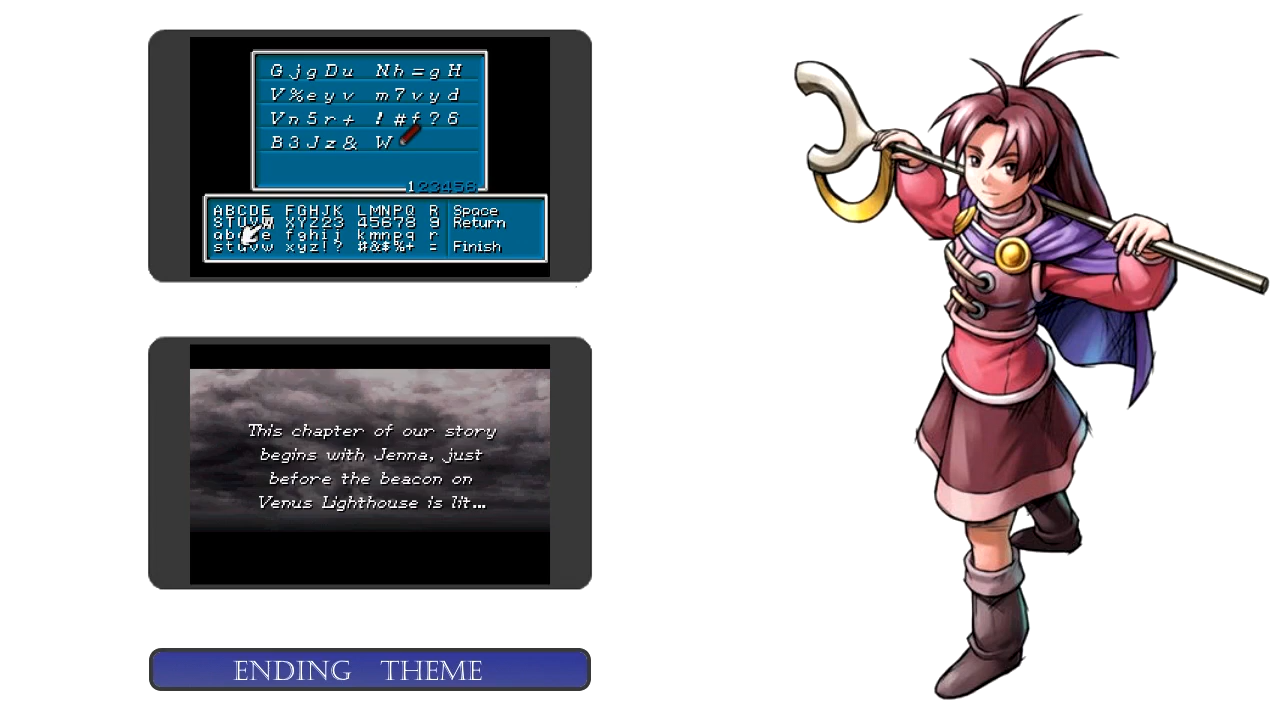 GjgDu Nh=gH
V%eyv m7vyd
Vn5r+ !#f?6
B3Jz& W
123456
ABCDE FGHJK LMNPQ R Space
STUVW XYZ23 45678 9 Return
abcde fghij kmnpq r
stuvw xyz!? #&$%+ = Finish
This chapter of our story
begins with Jenna, just
before the beacon on
Venus Lighthouse is lit...
ENDING THEME